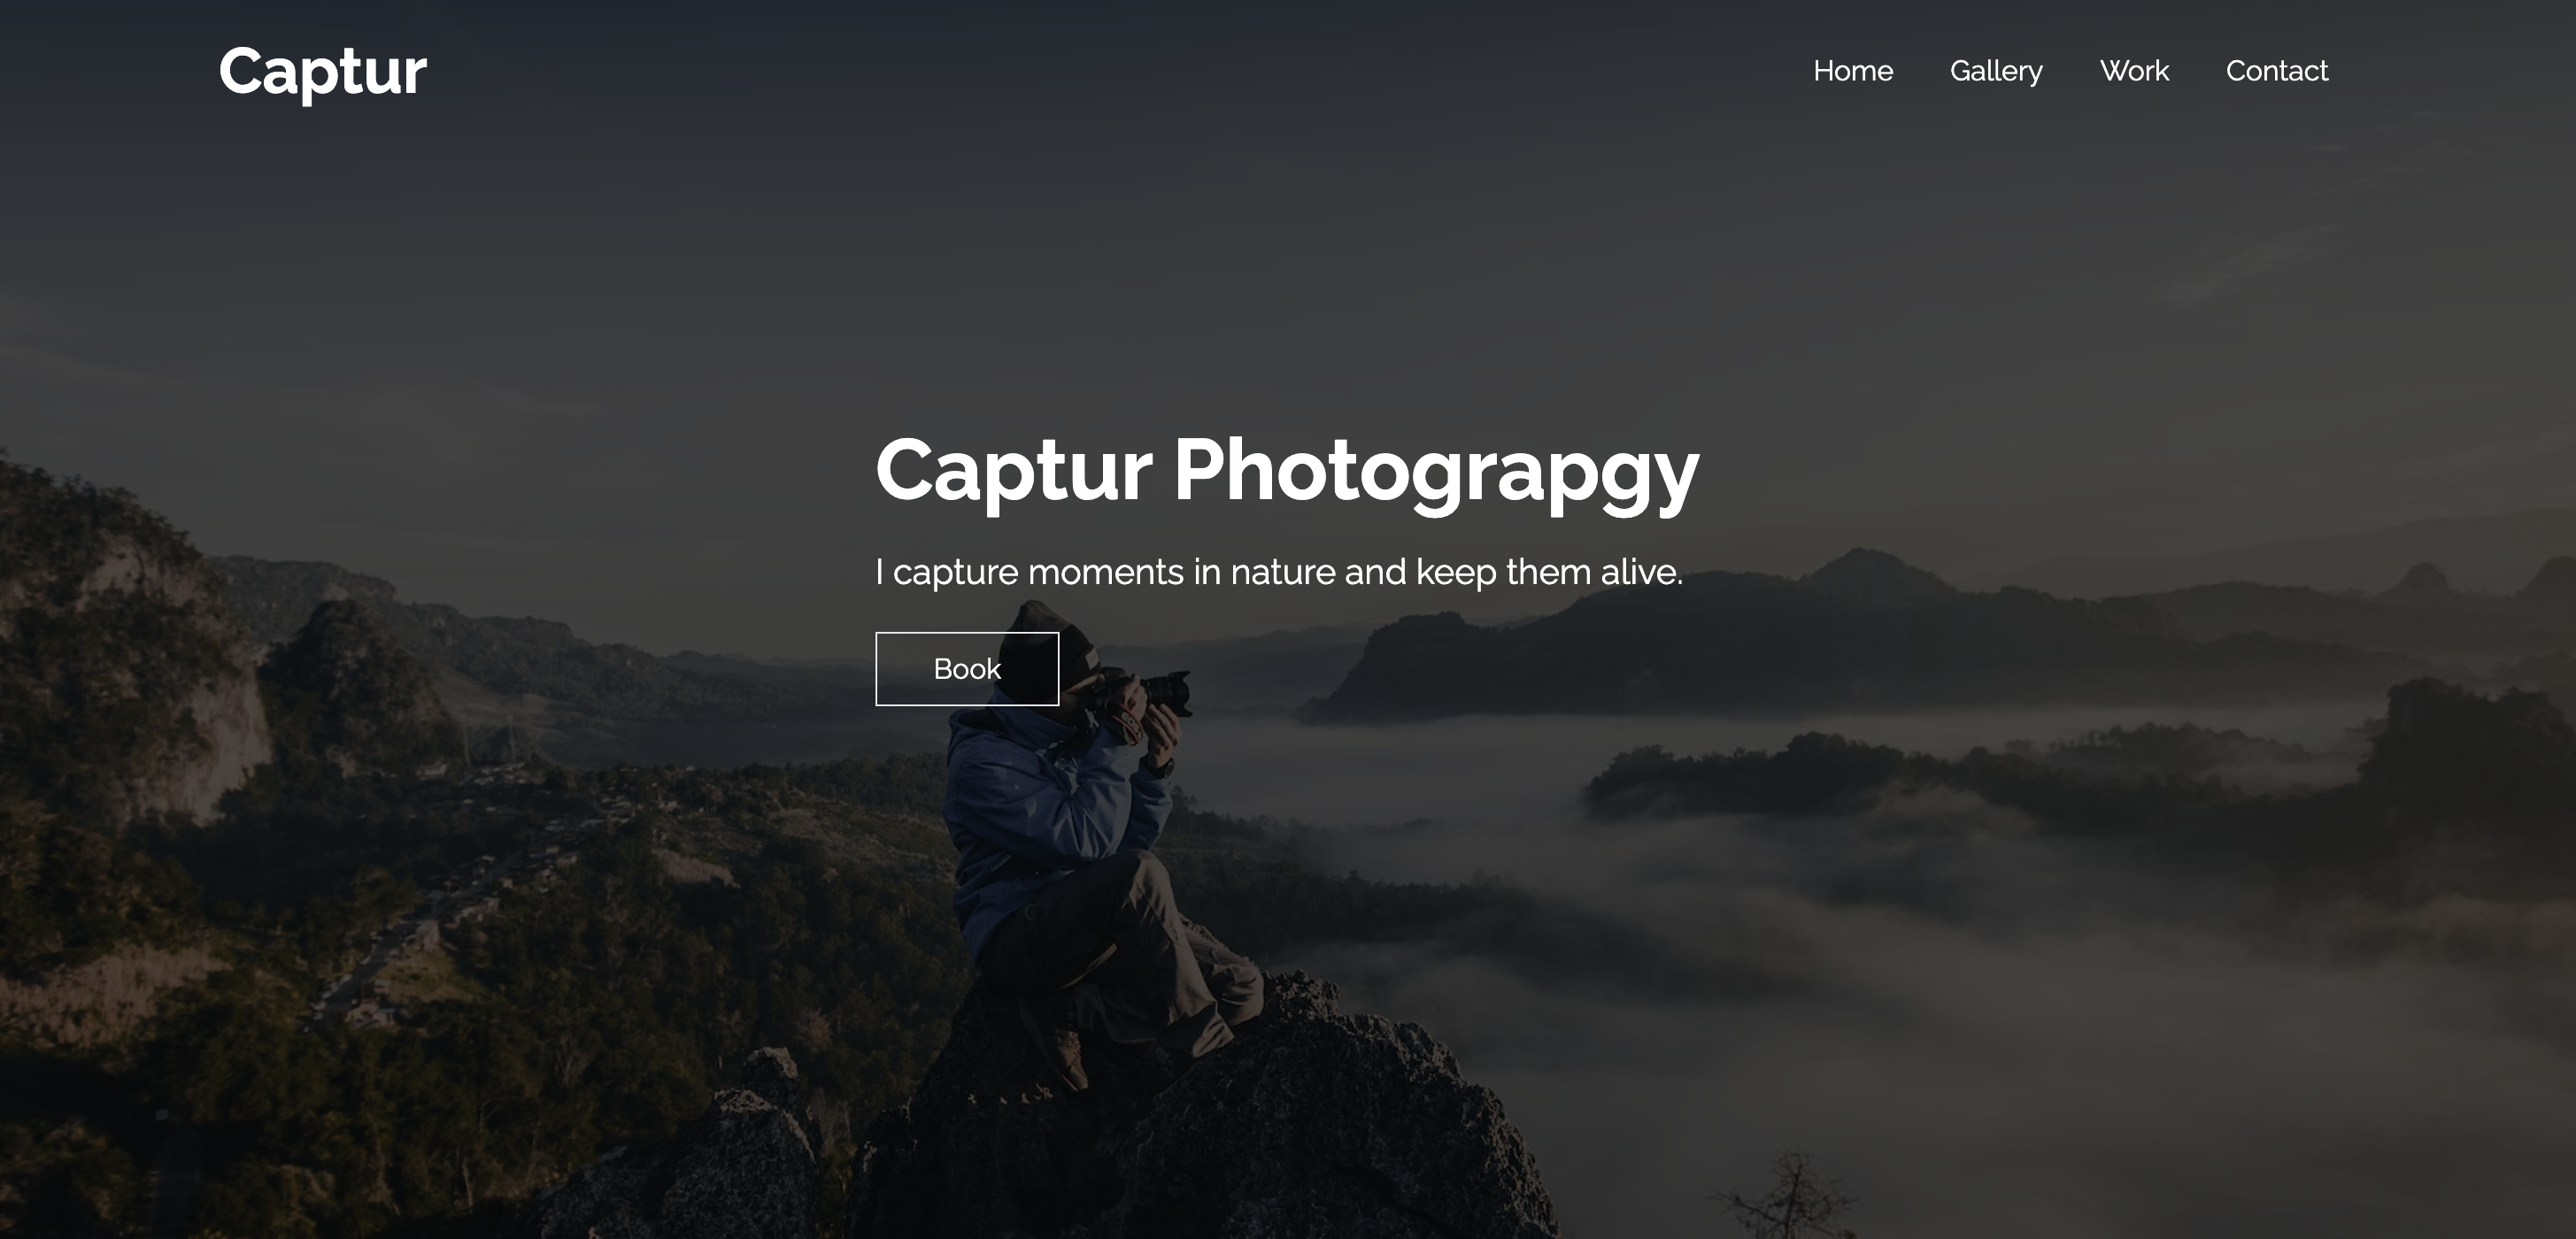 Captur
Home Gallery Work Contact
Captur Photograpgy
I capture moments in nature and keep them alive.
Book